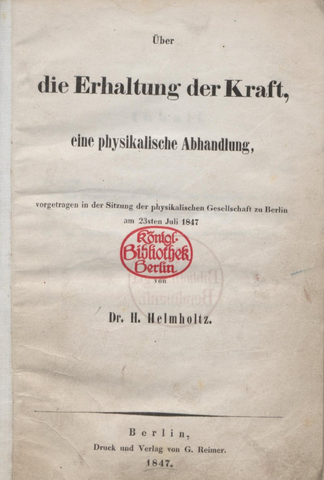 Über
die Erhaltung der Kraft,
eine physikalische Abhandlung,
vorgetragen in der Sitzung der physikalischen Gesellschaft zu Berlin
am 23sten Juli 1847
Königl.
Bibliothek
Berlin
von
Dr. H. Helmholtz.
Berlin,
Druck und Verlag von G. Reimer.
1847.